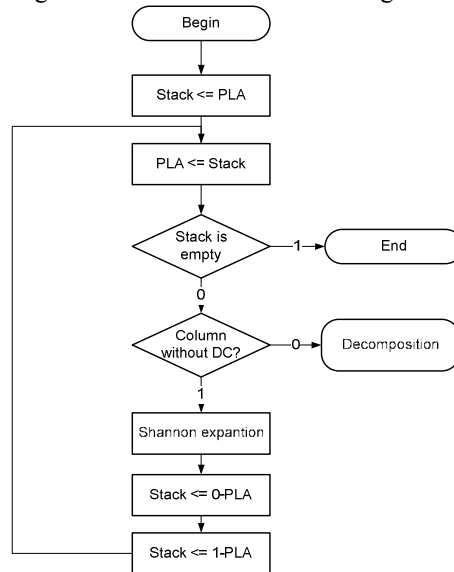 Begin
Stack <= PLA
PLA <= Stack
Stack is
empty
1
End
0
Column
without DC?
0
Decomposition
1
Shannon expantion
Stack <= 0-PLA
Stack <= 1-PLA